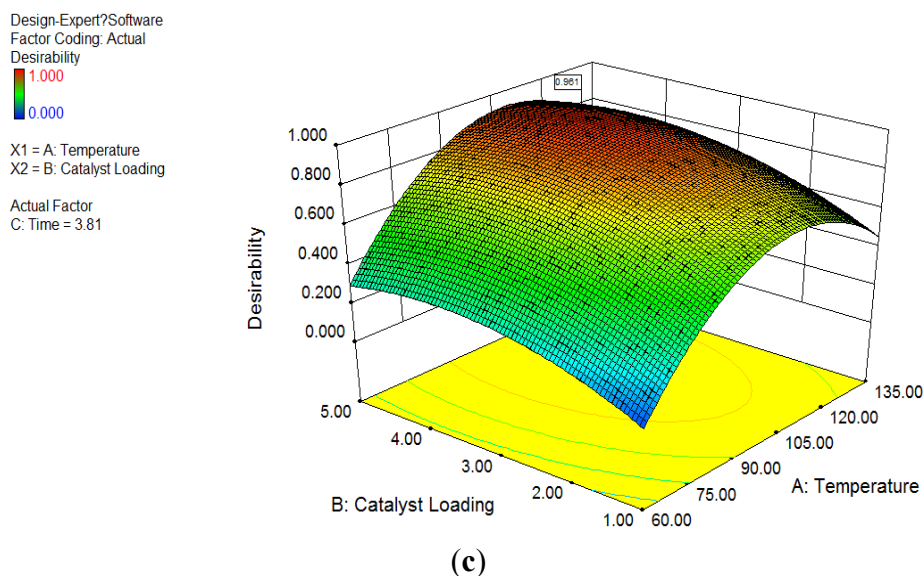 Design-Expert?Software
Factor Coding: Actual
Desirability
1.000
0.000
X1 = A: Temperature
X2 = B: Catalyst Loading
Actual Factor
C: Time = 3.81
0.961
1.000
0.800
0.600
0.400
0.200
0.000
Desirability
5.00
4.00
3.00
2.00
1.00
B: Catalyst Loading
60.00
75.00
90.00
105.00
120.00
135.00
A: Temperature
(c)